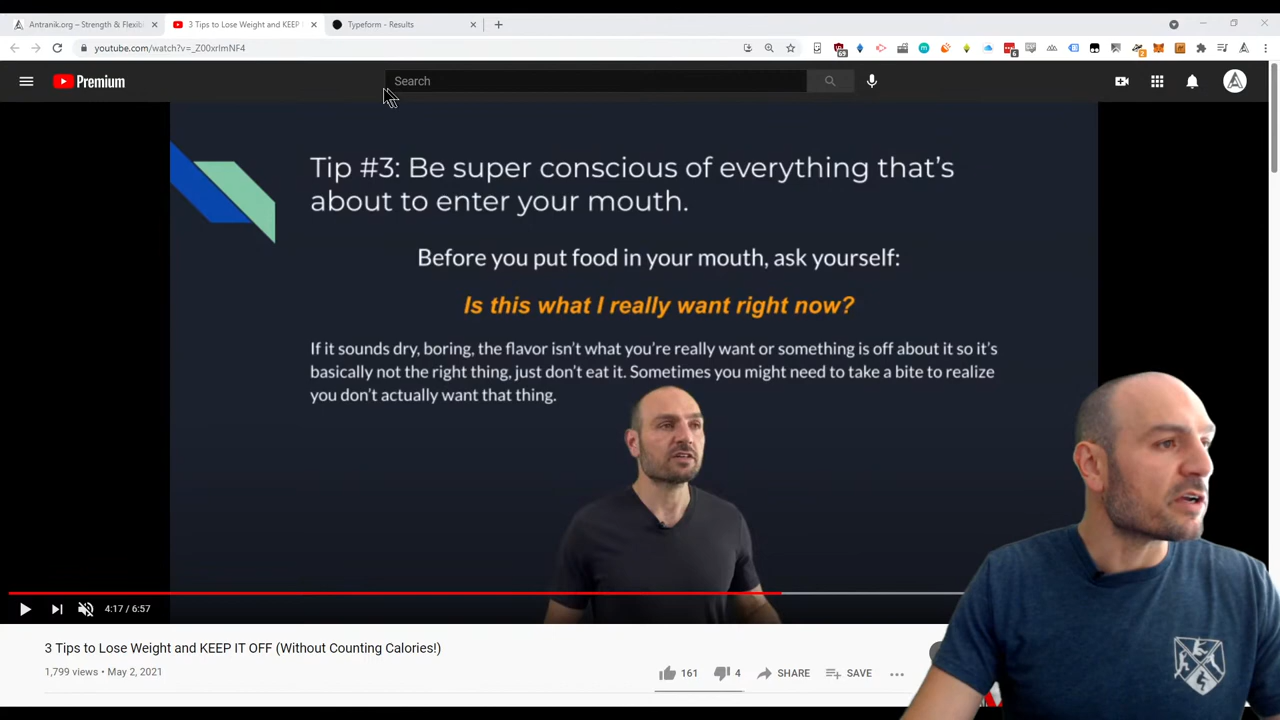 Antranik.org – Strength & Flexibi
3 Tips to Lose Weight and KEEP I
Typeform - Results
youtube.com/watch?v=_Z00xrImNF4
69
6
2
Premium
Search
Tip #3: Be super conscious of everything that's
about to enter your mouth.
Before you put food in your mouth, ask yourself:
Is this what I really want right now?
If it sounds dry, boring, the flavor isn't what you're really want or something is off about it so it's
basically not the right thing, just don't eat it. Sometimes you might need to take a bite to realize
you don't actually want that thing.
4:17 / 6:57
3 Tips to Lose Weight and KEEP IT OFF (Without Counting Calories!)
1,799 views • May 2, 2021
161
4
SHARE
SAVE